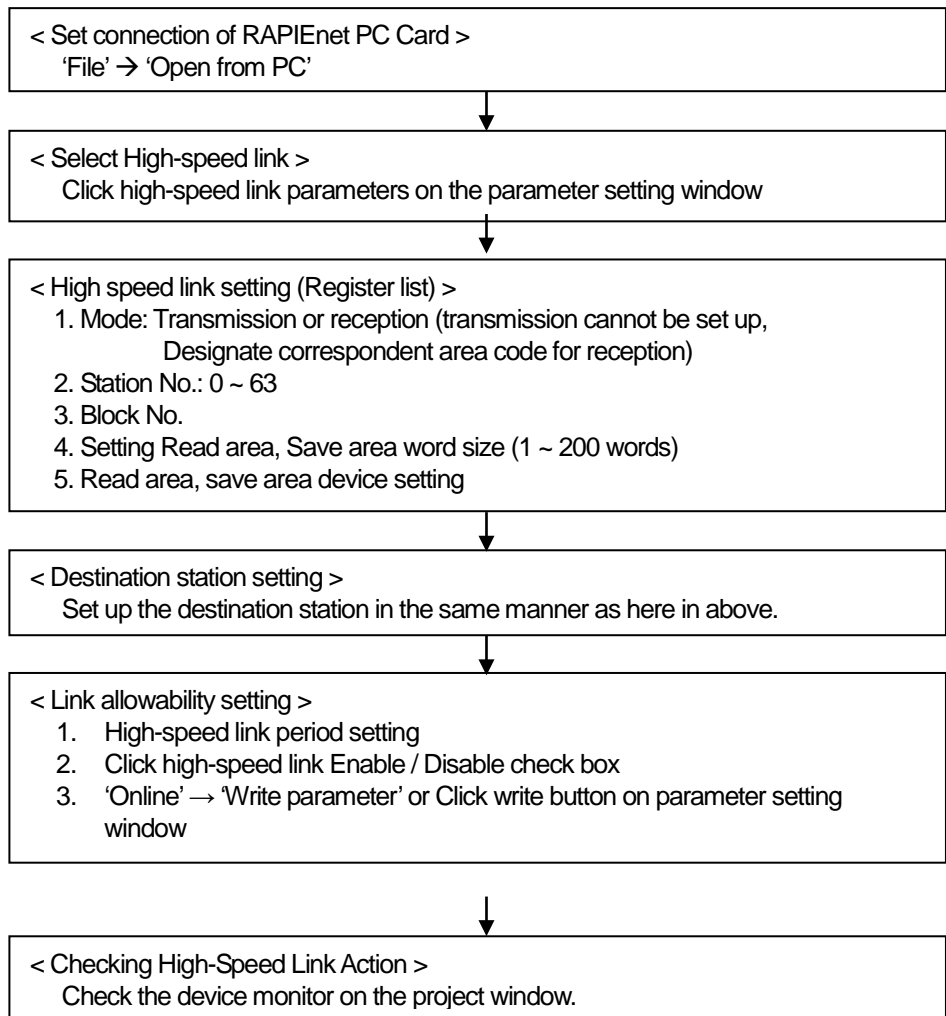 < Set connection of RAPIEnet PC Card >
‘File’ → ‘Open from PC’
< Select High-speed link >
Click high-speed link parameters on the parameter setting window
< High speed link setting (Register list) >
1. Mode: Transmission or reception (transmission cannot be set up,
Designate correspondent area code for reception)
2. Station No.: 0 ~ 63
3. Block No.
4. Setting Read area, Save area word size (1 ~ 200 words)
5. Read area, save area device setting
< Destination station setting >
Set up the destination station in the same manner as here in above.
< Link allowability setting >
1. High-speed link period setting
2. Click high-speed link Enable / Disable check box
3. ‘Online’ → ‘Write parameter’ or Click write button on parameter setting
window
< Checking High-Speed Link Action >
Check the device monitor on the project window.